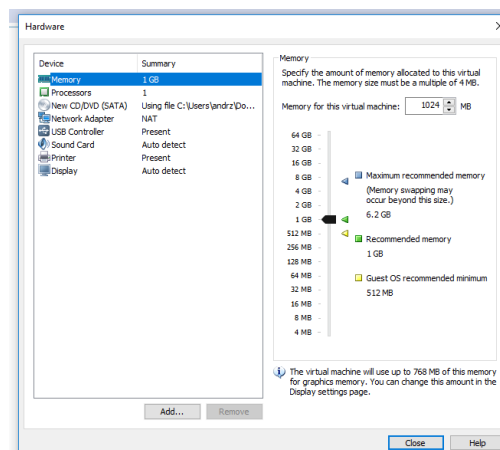 Hardware
Device Summary
Memory 1 GB
Processors 1
New CD/DVD (SATA) Using file C:\Users\andrz\Do...
Network Adapter NAT
USB Controller Present
Sound Card Auto detect
Printer Present
Display Auto detect
Add... Remove
Memory
Specify the amount of memory allocated to this virtual
machine. The memory size must be a multiple of 4 MB.
Memory for this virtual machine: 1024 MB
64 GB
32 GB
16 GB
8 GB
4 GB
2 GB
1 GB
512 MB
256 MB
128 MB
64 MB
32 MB
16 MB
8 MB
4 MB
Maximum recommended memory
(Memory swapping may
occur beyond this size.)
6.2 GB
Recommended memory
1 GB
Guest OS recommended minimum
512 MB
The virtual machine will use up to 768 MB of this memory
for graphics memory. You can change this amount in the
Display settings page.
Close Help